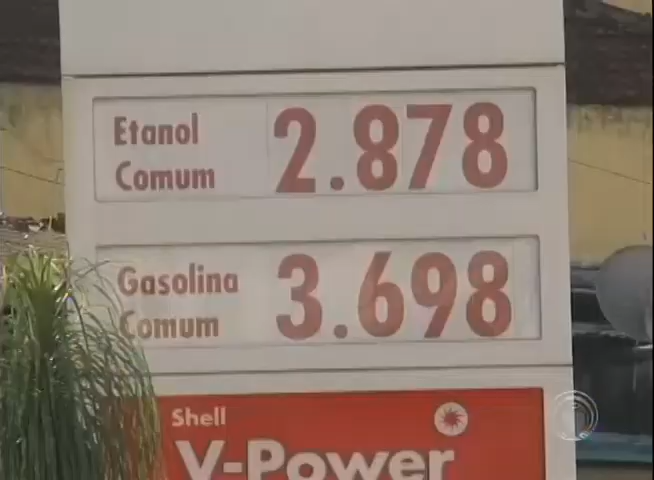 Etanol
Comum
2.878
Gasolina
Comum
3.698
Shell
V-Power